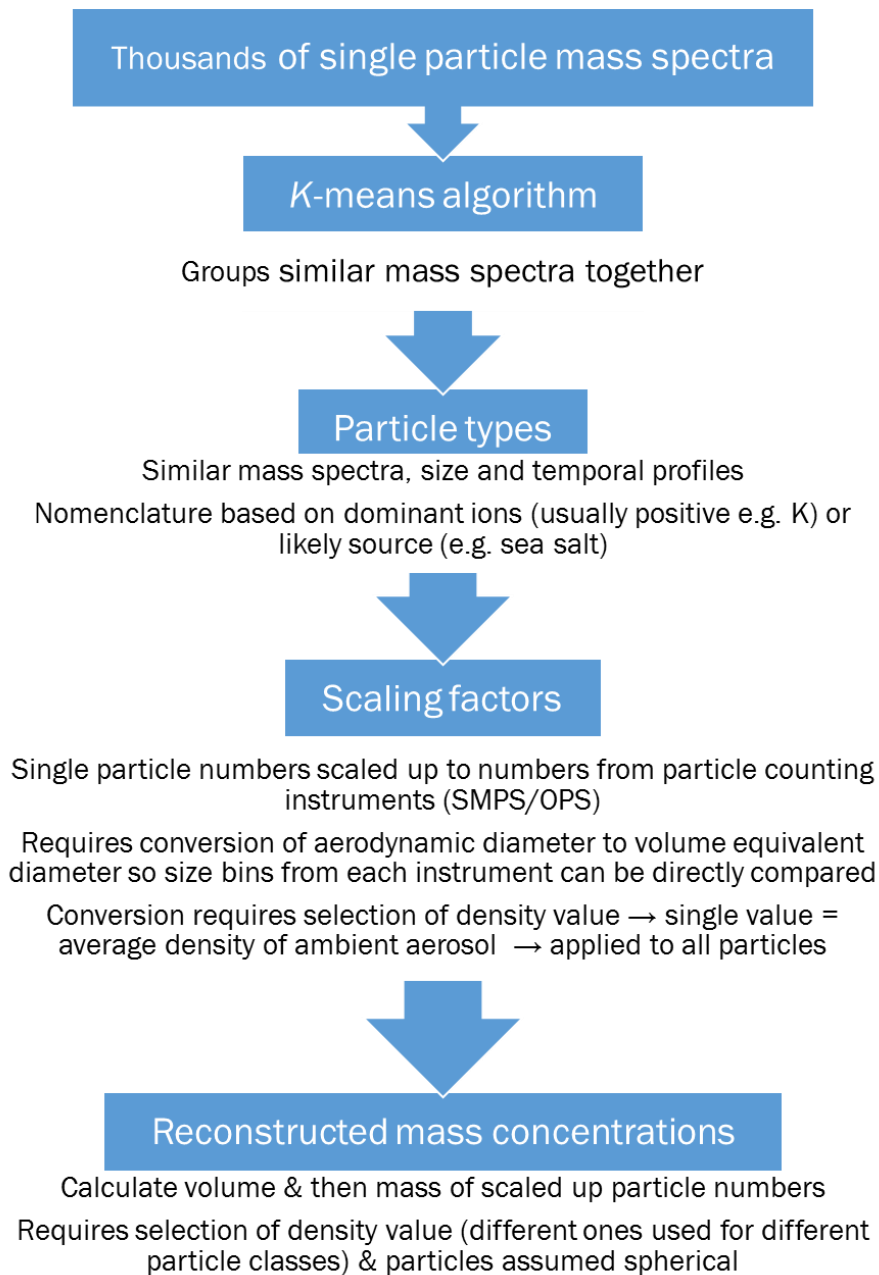 Thousands of single particle mass spectra
K-means algorithm
Groups similar mass spectra together
Particle types
Similar mass spectra, size and temporal profiles
Nomenclature based on dominant ions (usually positive e.g. K) or
likely source (e.g. sea salt)
Scaling factors
Single particle numbers scaled up to numbers from particle counting
instruments (SMPS/OPS)
Requires conversion of aerodynamic diameter to volume equivalent
diameter so size bins from each instrument can be directly compared
Conversion requires selection of density value → single value =
average density of ambient aerosol → applied to all particles
Reconstructed mass concentrations
Calculate volume & then mass of scaled up particle numbers
Requires selection of density value (different ones used for different
particle classes) & particles assumed spherical